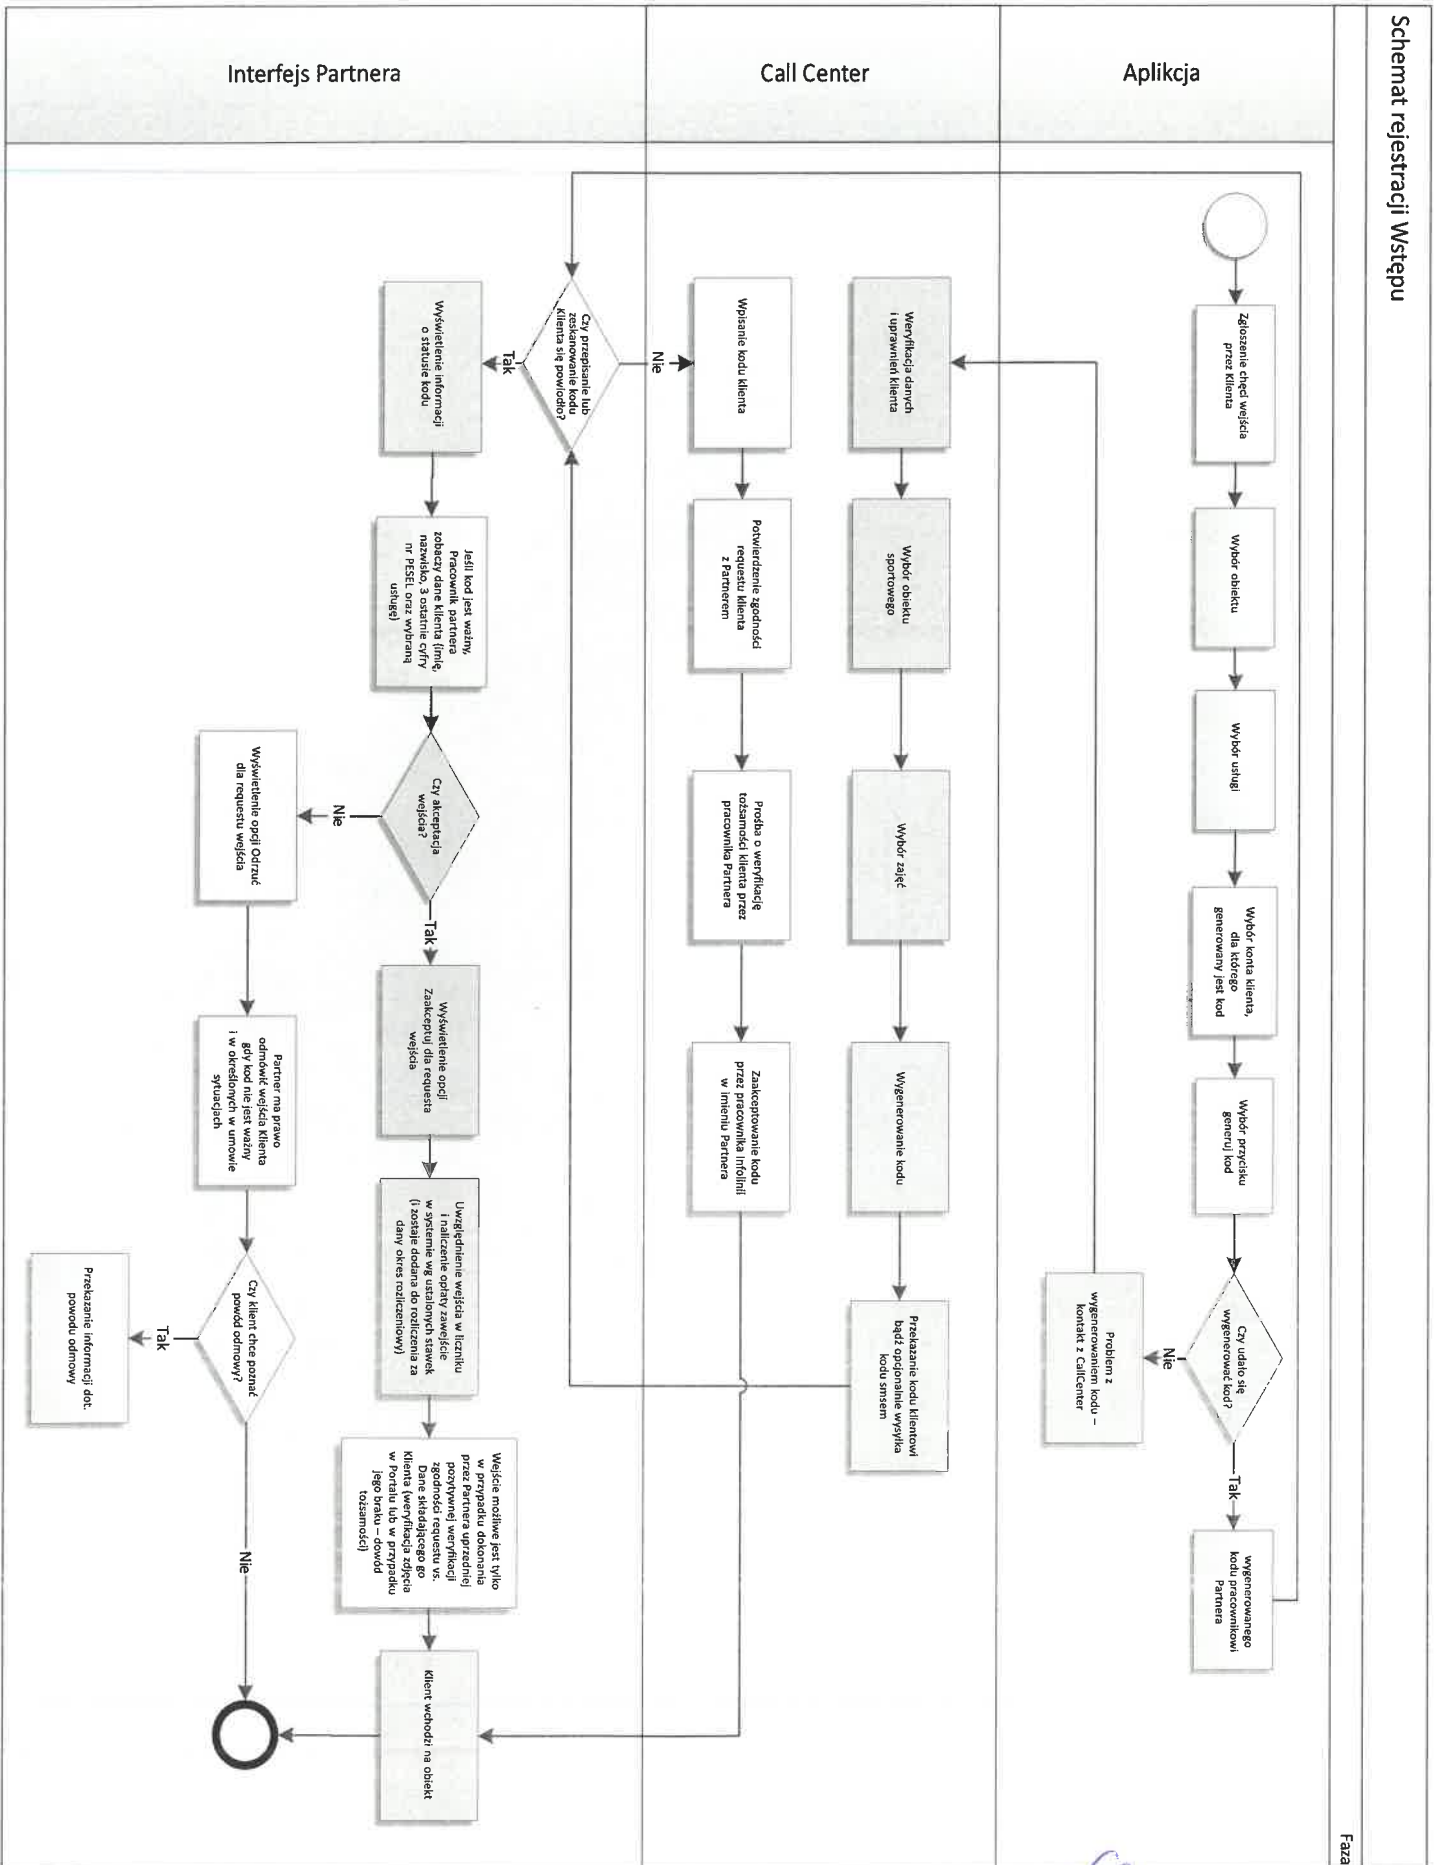 Schemat rejestracji Wstępu
Faza
Aplikcja
Zgłoszenie chęci wejścia
przez Klienta
Wybór obiektu
Wybór usługi
Wybór konta klienta,
dla którego
generowany jest kod
Wybór przycisku
generuj kod
Czy udało się
wygenerować kod?
Tak
wygenerowanego
kodu pracownikowi
Partnera
Nie
Problem z
wygenerowaniem kodu –
kontakt z CallCenter
Call Center
Weryfikacja danych
i uprawnień klienta
Wybór obiektu
sportowego
Wybór zajęć
Wygenerowanie kodu
Przekazanie kodu klientowi
bądź opcjonalnie wysyłka
kodu smsem
Wpisanie kodu klienta
Potwierdzenie zgodności
requestu klienta
z Partnerem
Prośba o weryfikację
tożsamości klienta przez
pracownika Partnera
Zaakceptowanie kodu
przez pracownika Infolinii
w imieniu Partnera
Nie
Interfejs Partnera
Czy przepisanie lub
zeskanowanie kodu
Klienta się powiodło?
Tak
Wyświetlenie informacji
o statusie kodu
Jeśli kod jest ważny,
Pracownik partnera
zobaczy dane klienta (imię,
nazwisko, 3 ostatnie cyfry
nr PESEL oraz wybraną
usługę)
Czy akceptacja
wejścia?
Tak
Wyświetlenie opcji
Zaakceptuj dla requesta
wejścia
Uwzględnienie wejścia w liczniku
i naliczenie opłaty zawejście
w systemie wg ustalonych stawek
(i zostaje dodana do rozliczenia za
dany okres rozliczeniowy)
Wejście możliwe jest tylko
w przypadku dokonania
przez Partnera uprzedniej
pozytywnej weryfikacji
zgodności requestu vs.
Dane składającego go
Klienta (weryfikacja zdjęcia
w Portalu lub w przypadku
jego braku – dowód
tożsamości)
Klient wchodzi na obiekt
Nie
Wyświetlenie opcji Odrzuć
dla requestu wejścia
Partner ma prawo
odmówić wejścia Klienta
gdy kod nie jest ważny
i w określonych w umowie
sytuacjach
Czy klient chce poznać
powód odmowy?
Nie
Tak
Przekazanie informacji dot.
powodu odmowy